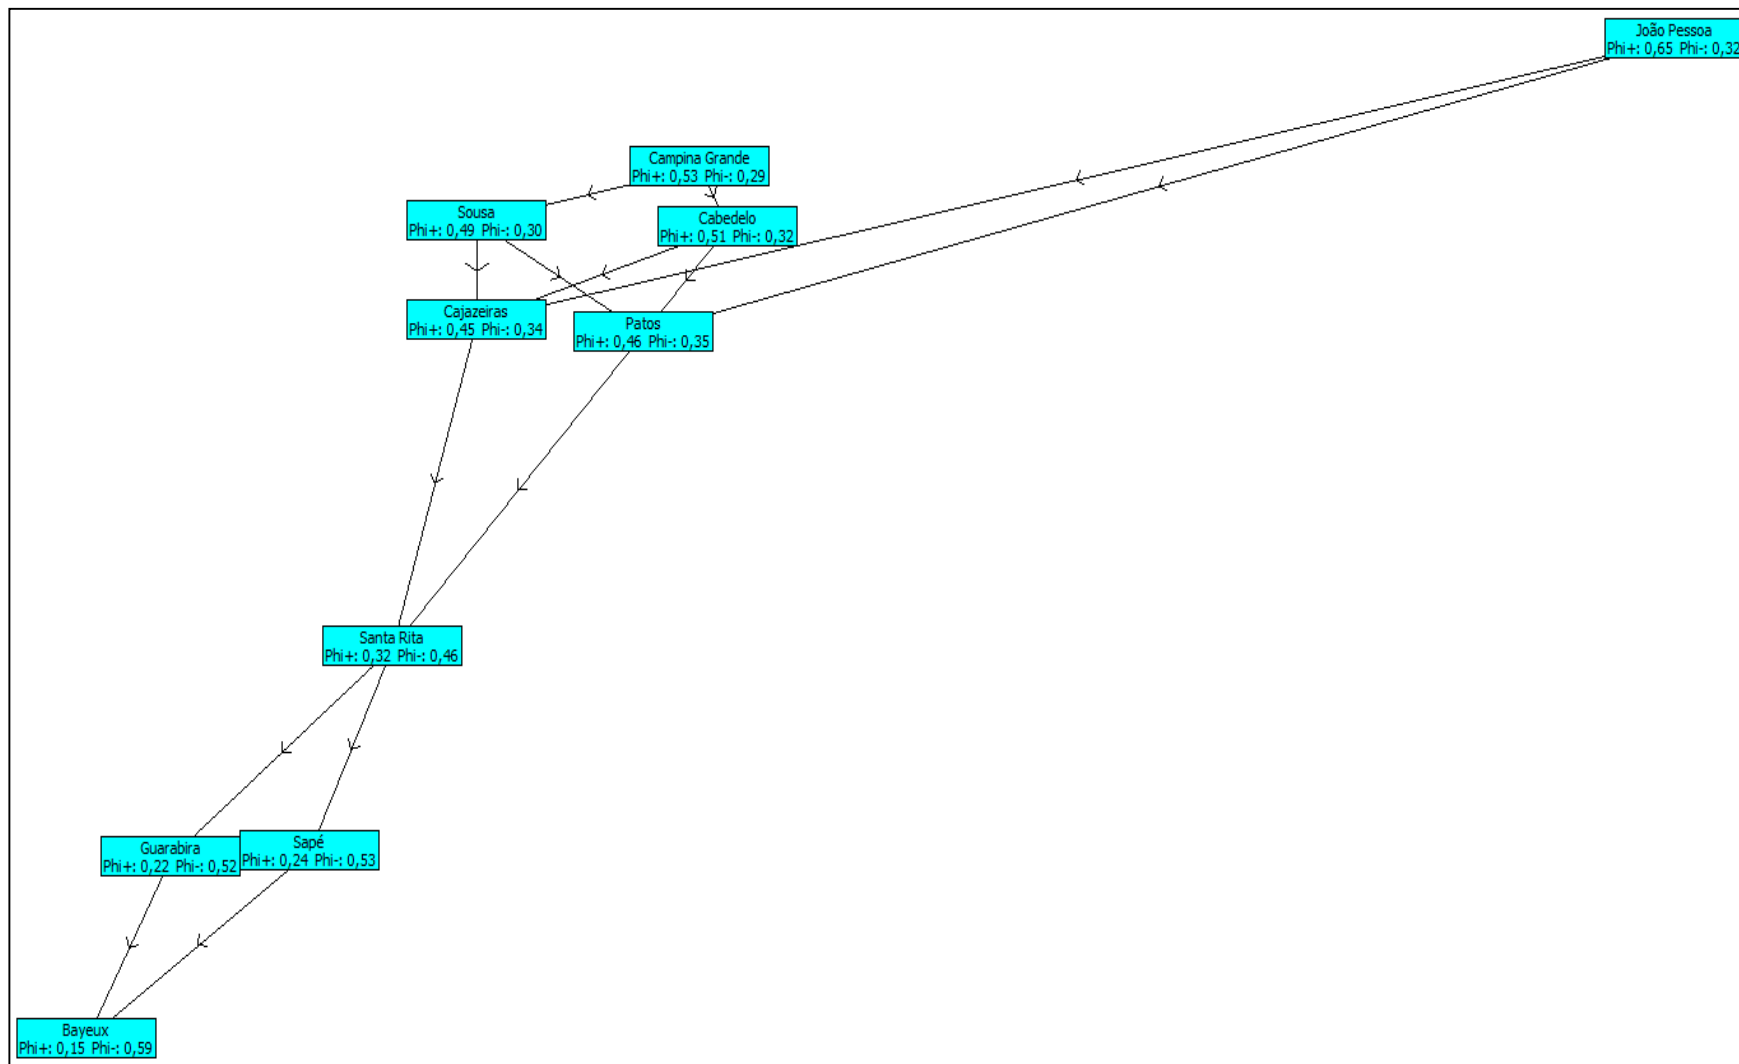 João Pessoa
Phi+: 0,65 Phi-: 0,32
Campina Grande
Phi+: 0,53 Phi-: 0,29
Sousa
Phi+: 0,49 Phi-: 0,30
Cabedelo
Phi+: 0,51 Phi-: 0,32
Cajazeiras
Phi+: 0,45 Phi-: 0,34
Patos
Phi+: 0,46 Phi-: 0,35
Santa Rita
Phi+: 0,32 Phi-: 0,46
Guarabira
Phi+: 0,22 Phi-: 0,52
Sapé
Phi+: 0,24 Phi-: 0,53
Bayeux
Phi+: 0,15 Phi-: 0,59